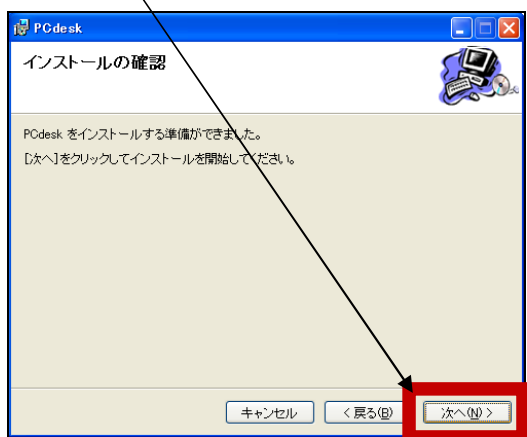 PCdesk
インストールの確認
PCdesk をインストールする準備ができました。
[次へ]をクリックしてインストールを開始してください。
キャンセル
< 戻る(B)
次へ(N) >